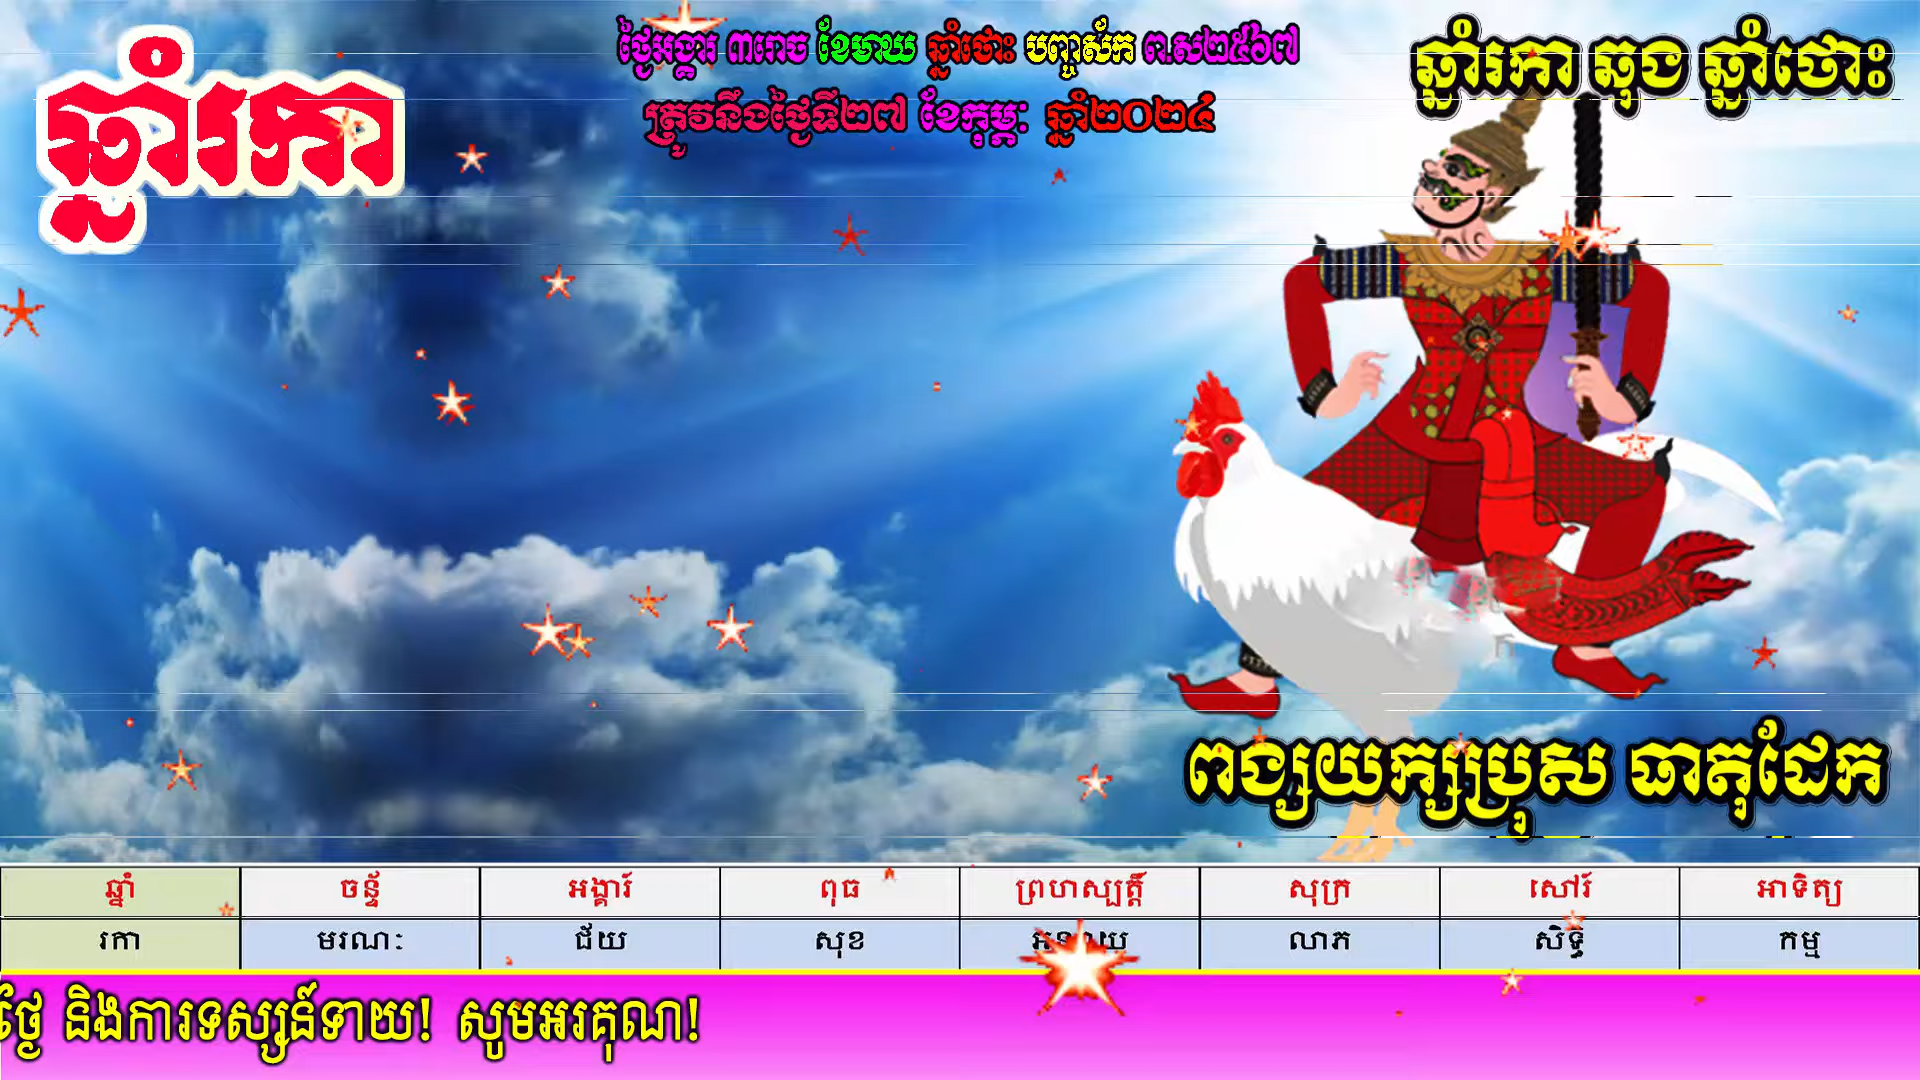 ថ្ងៃអង្គារ ៣រោច ខែមាឃ ឆ្នាំថោះ បញ្ចស័ក ព.ស២៥៦៧
ត្រូវនឹងថ្ងៃទី២៧ ខែកុម្ភៈ ឆ្នាំ២០២៤
ឆ្នាំរកា
ឆ្នាំរកា ឆុង ឆ្នាំថោះ
ពង្សយក្សប្រុស ធាតុដែក
ឆ្នាំ ចន្ទ័ អង្គារ៍ ពុធ ព្រហស្បត្តិ៍ សុក្រ សៅរ៍ អាទិត្យ
រកា មរណៈ ជ័យ សុខ លាភ សិទ្ធិ កម្ម
ថ្ងៃ និងការទស្សន៍ទាយ! សូមអរគុណ!